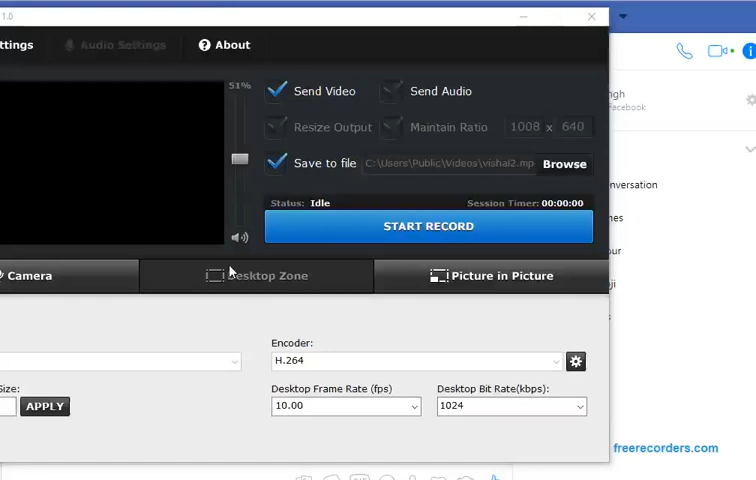 1.0
ttings
Audio Settings
About
51%
Send Video
Send Audio
Resize Output
Maintain Ratio
1008 x 640
Save to file
C:\Users\Public\Videos\vishal2.mp
Browse
Status: Idle
Session Timer: 00:00:00
START RECORD
Camera
Desktop Zone
Picture in Picture
Encoder:
H.264
Size:
APPLY
Desktop Frame Rate (fps)
Desktop Bit Rate(kbps):
10.00
1024
ngh
Facebook
onversation
nes
our
oji
s
freerecorders.com